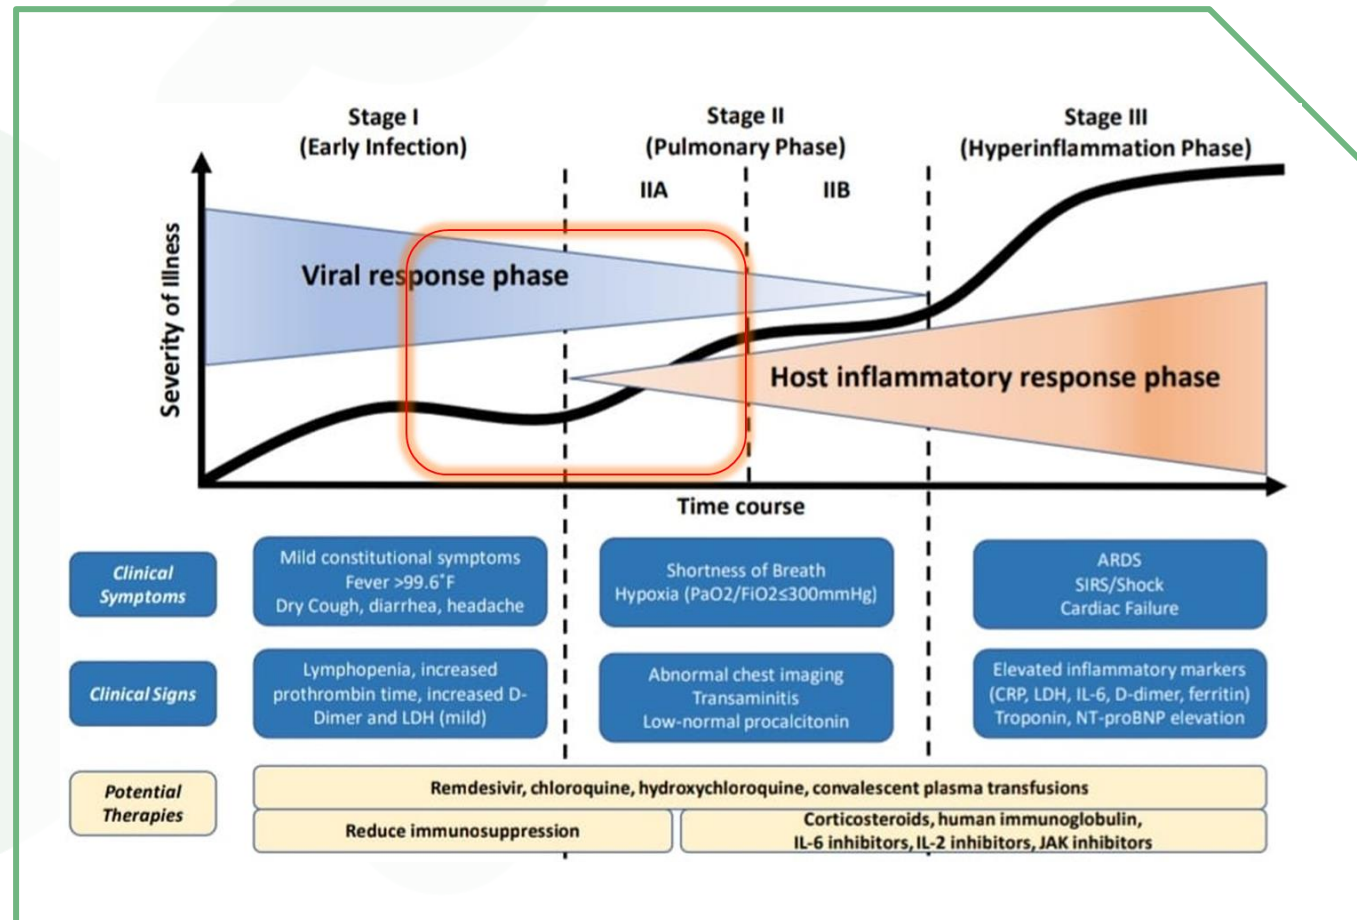 Stage I
(Early Infection)
Stage II
(Pulmonary Phase)
Stage III
(Hyperinflammation Phase)
IIA
IIB
Severity of Illness
Viral response phase
Host inflammatory response phase
Time course
Clinical
Symptoms
Mild constitutional symptoms
Fever >99.6°F
Dry Cough, diarrhea, headache
Shortness of Breath
Hypoxia (PaO2/FiO2≤300mmHg)
ARDS
SIRS/Shock
Cardiac Failure
Clinical Signs
Lymphopenia, increased
prothrombin time, increased D-
Dimer and LDH (mild)
Abnormal chest imaging
Transaminitis
Low-normal procalcitonin
Elevated inflammatory markers
(CRP, LDH, IL-6, D-dimer, ferritin)
Troponin, NT-proBNP elevation
Potential
Therapies
Remdesivir, chloroquine, hydroxychloroquine, convalescent plasma transfusions
Reduce immunosuppression
Corticosteroids, human immunoglobulin,
IL-6 inhibitors, IL-2 inhibitors, JAK inhibitors